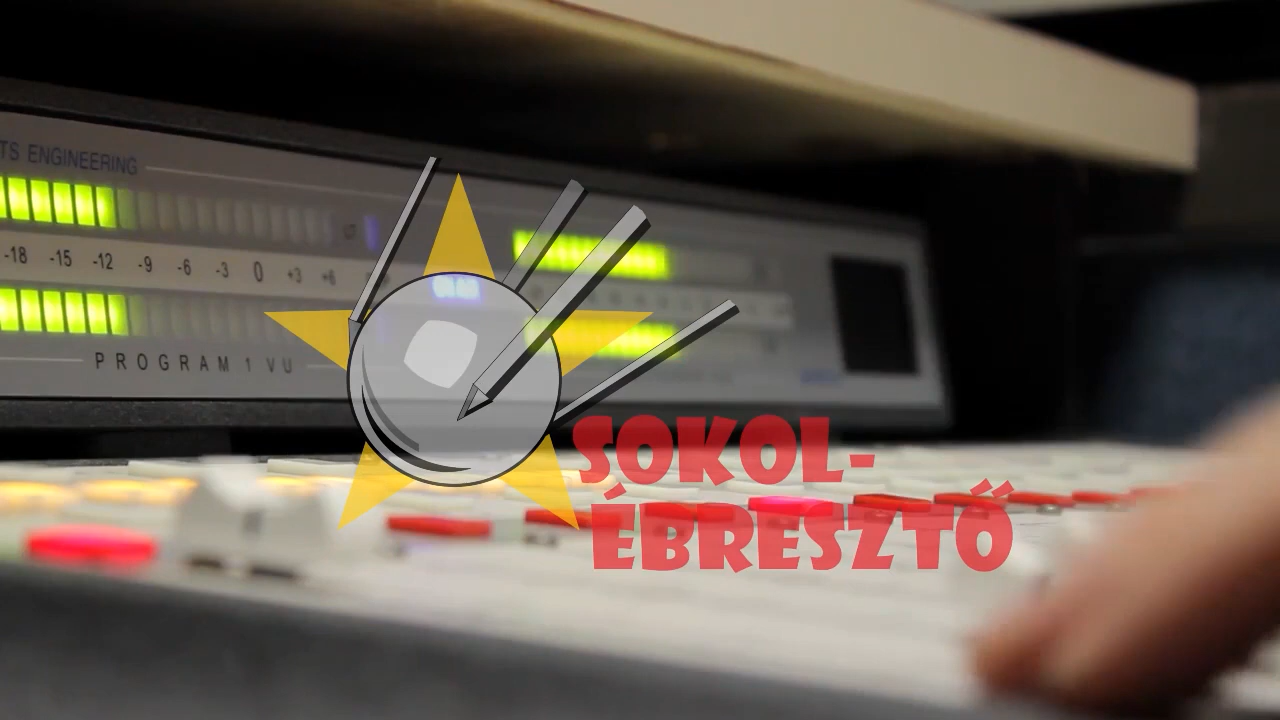 TS ENGINEERING
-18 -15 -12 -9 -6 -3 0 +3 +6
PROGRAM 1 VU
SOKOL-
ÉBRESZTŐ